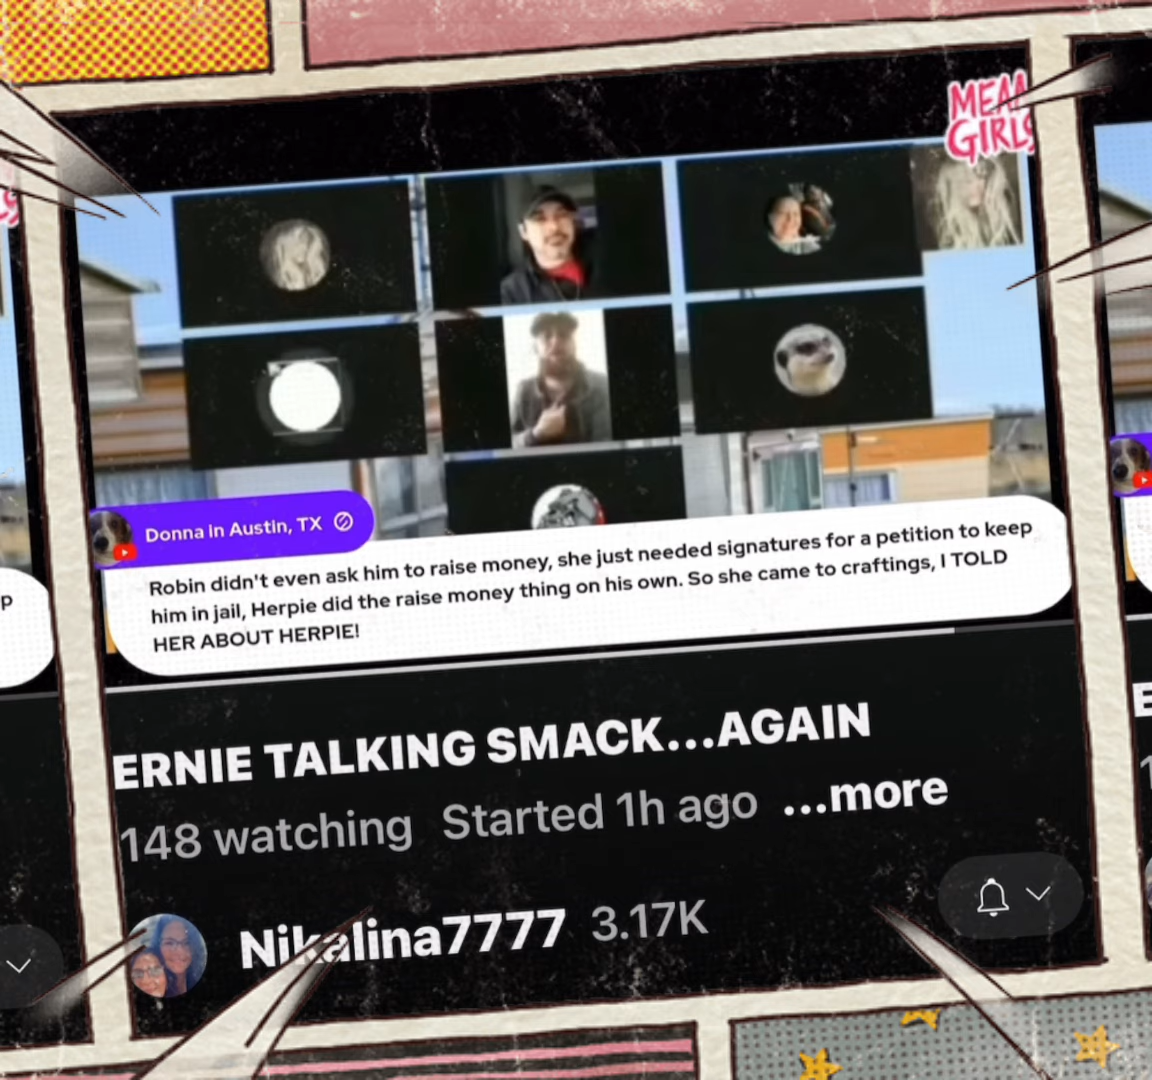 MEAN
GIRLS
Donna in Austin, TX
Robin didn't even ask him to raise money, she just needed signatures for a petition to keep
him in jail, Herpie did the raise money thing on his own. So she came to craftings, I TOLD
HER ABOUT HERPIE!
ERNIE TALKING SMACK...AGAIN
148 watching Started 1h ago ...more
Nikalina7777 3.17K